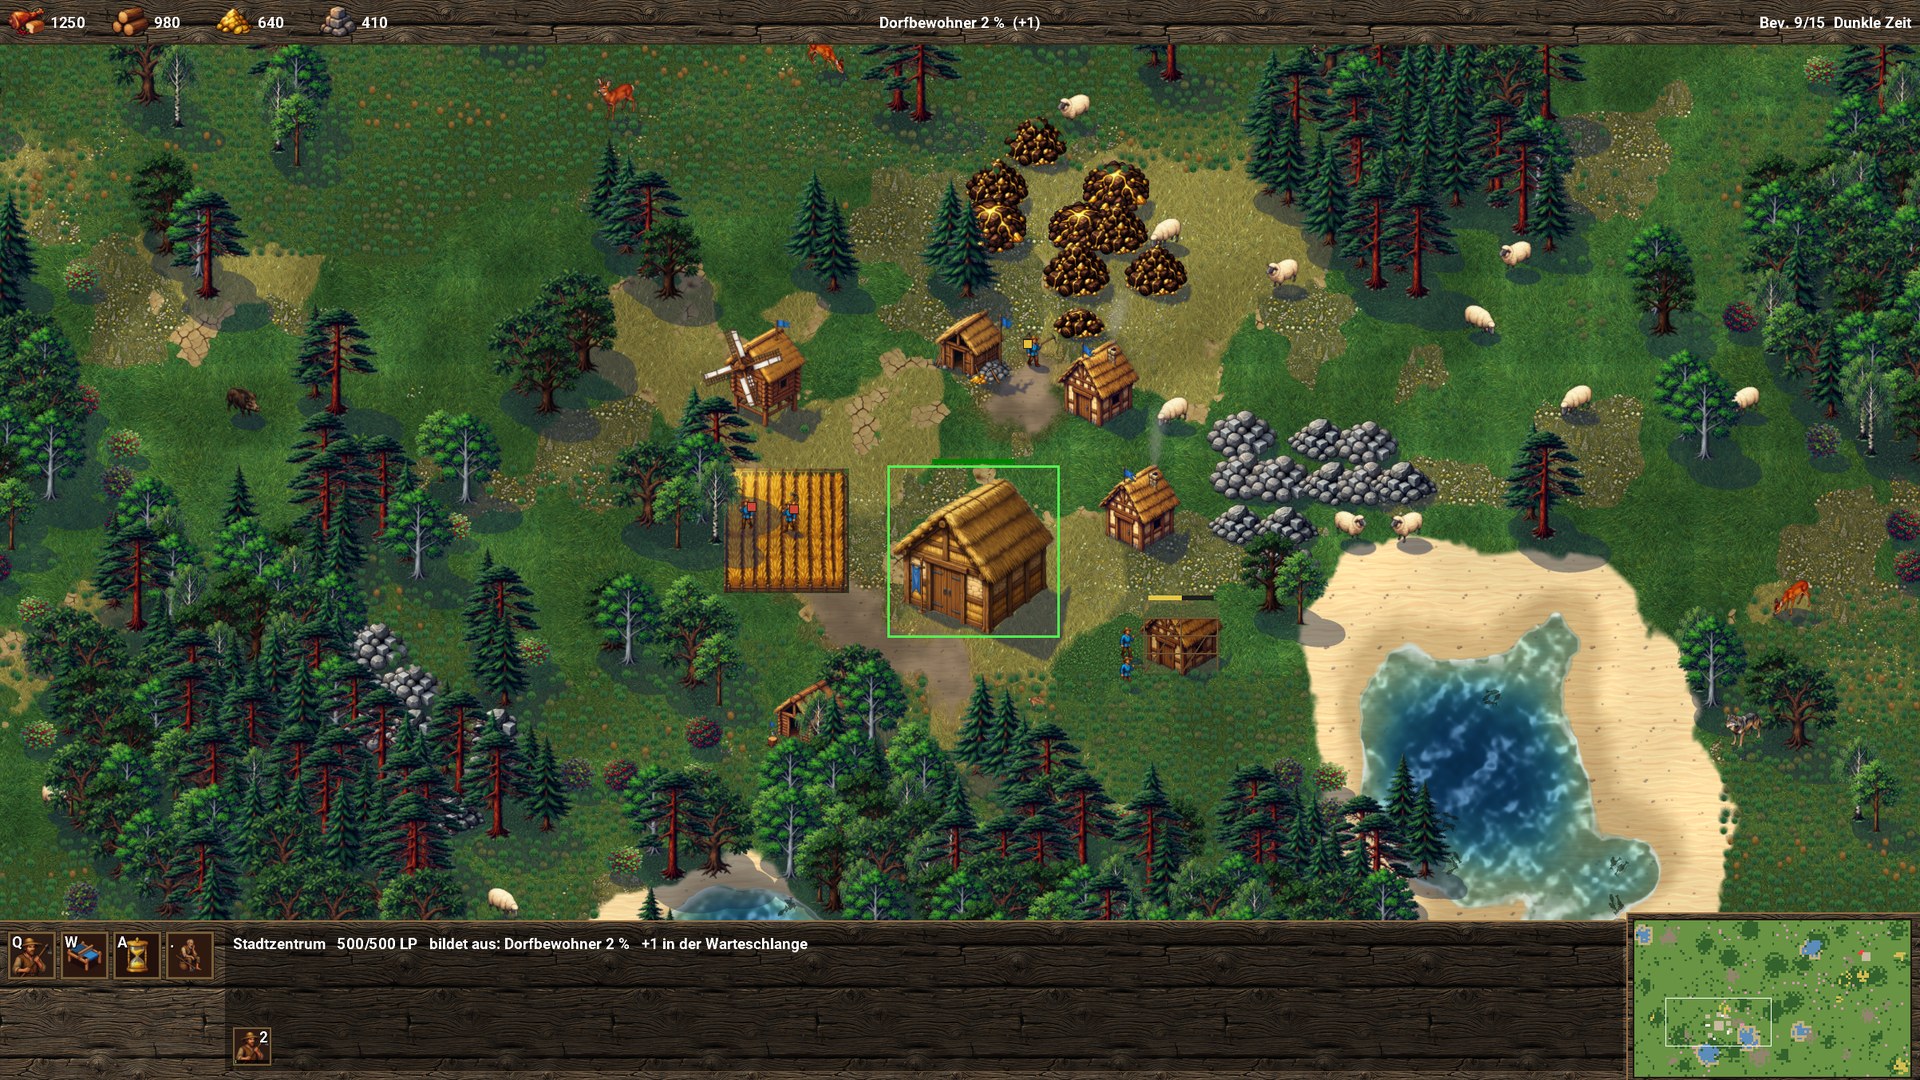 1250 980 640 410 Dorfbewohner 2 % (+1) Bev. 9/15 Dunkle Zeit
Q W A . Stadtzentrum 500/500 LP bildet aus: Dorfbewohner 2 % +1 in der Warteschlange
2